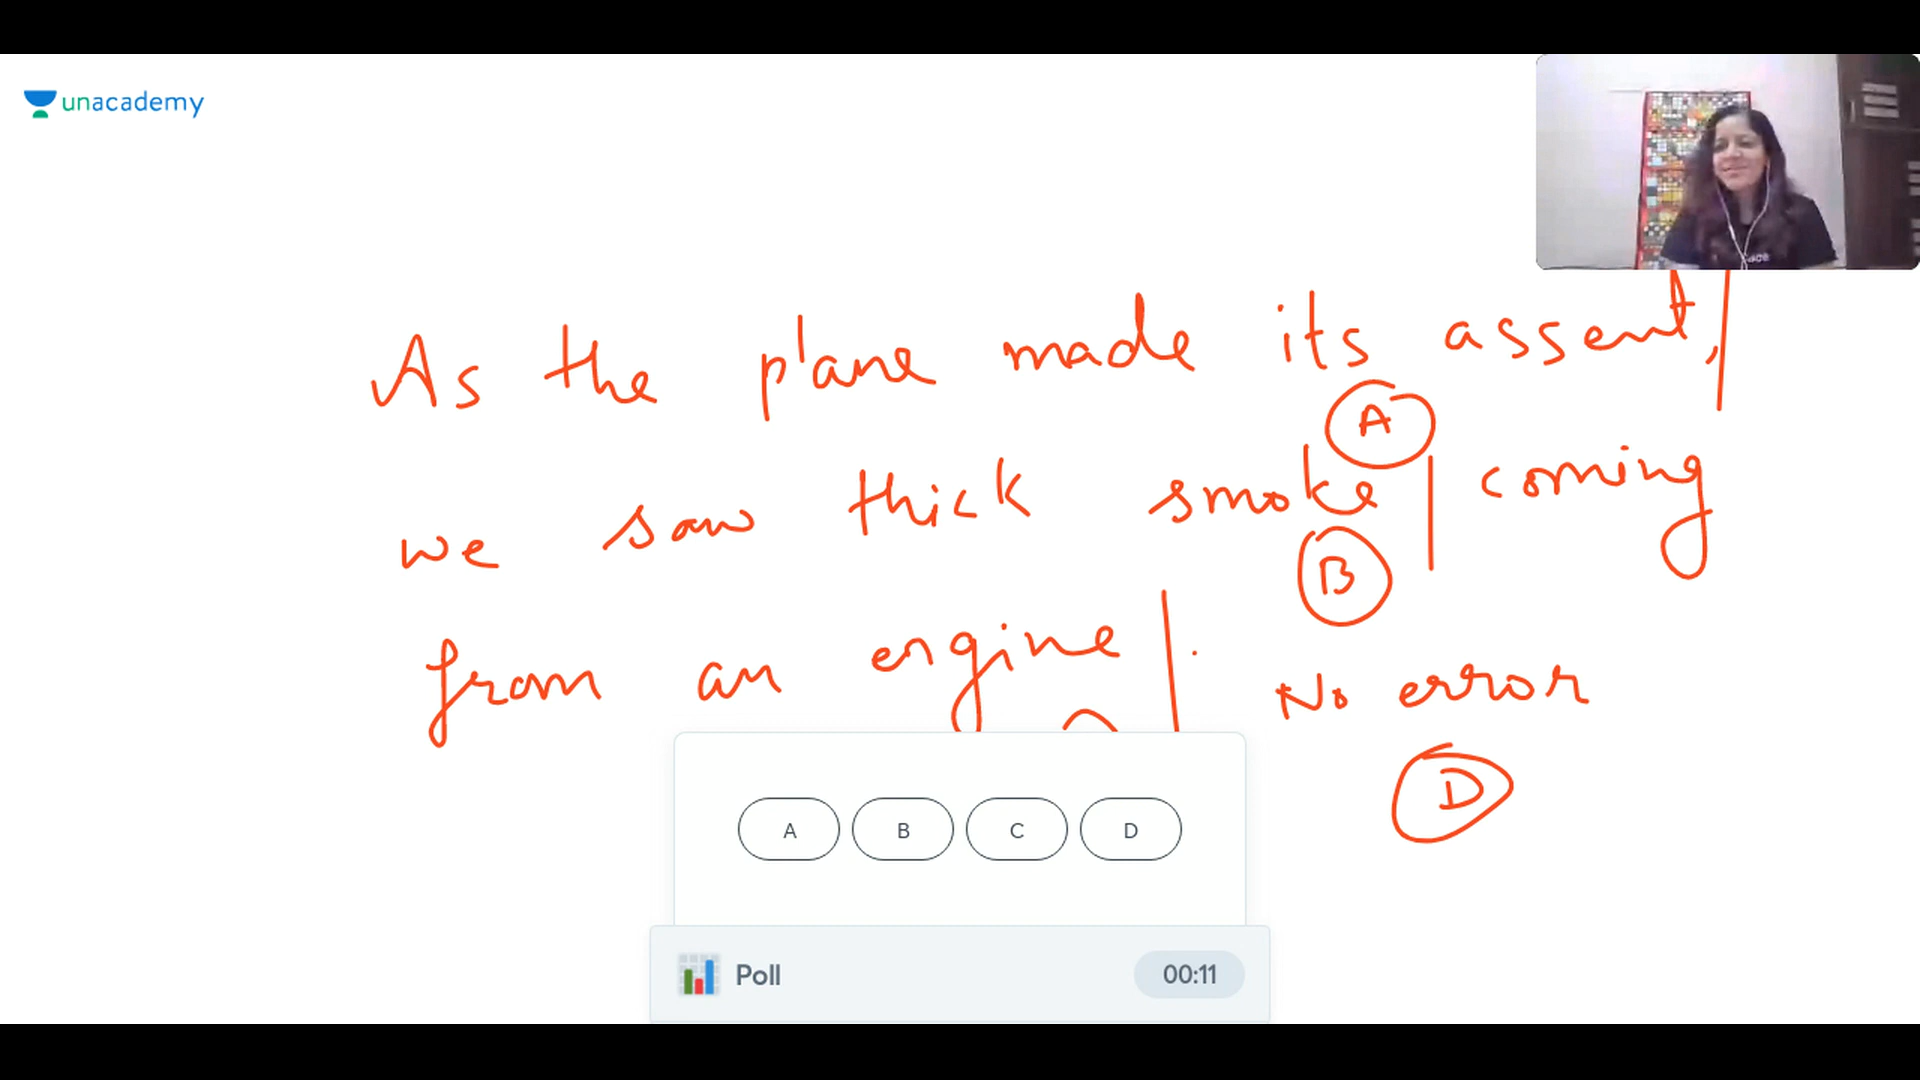 unacademy
As the plane made its assent,|
A
we saw thick smoke | coming
B
from an engine |. No error
D
A B C D
Poll 00:11